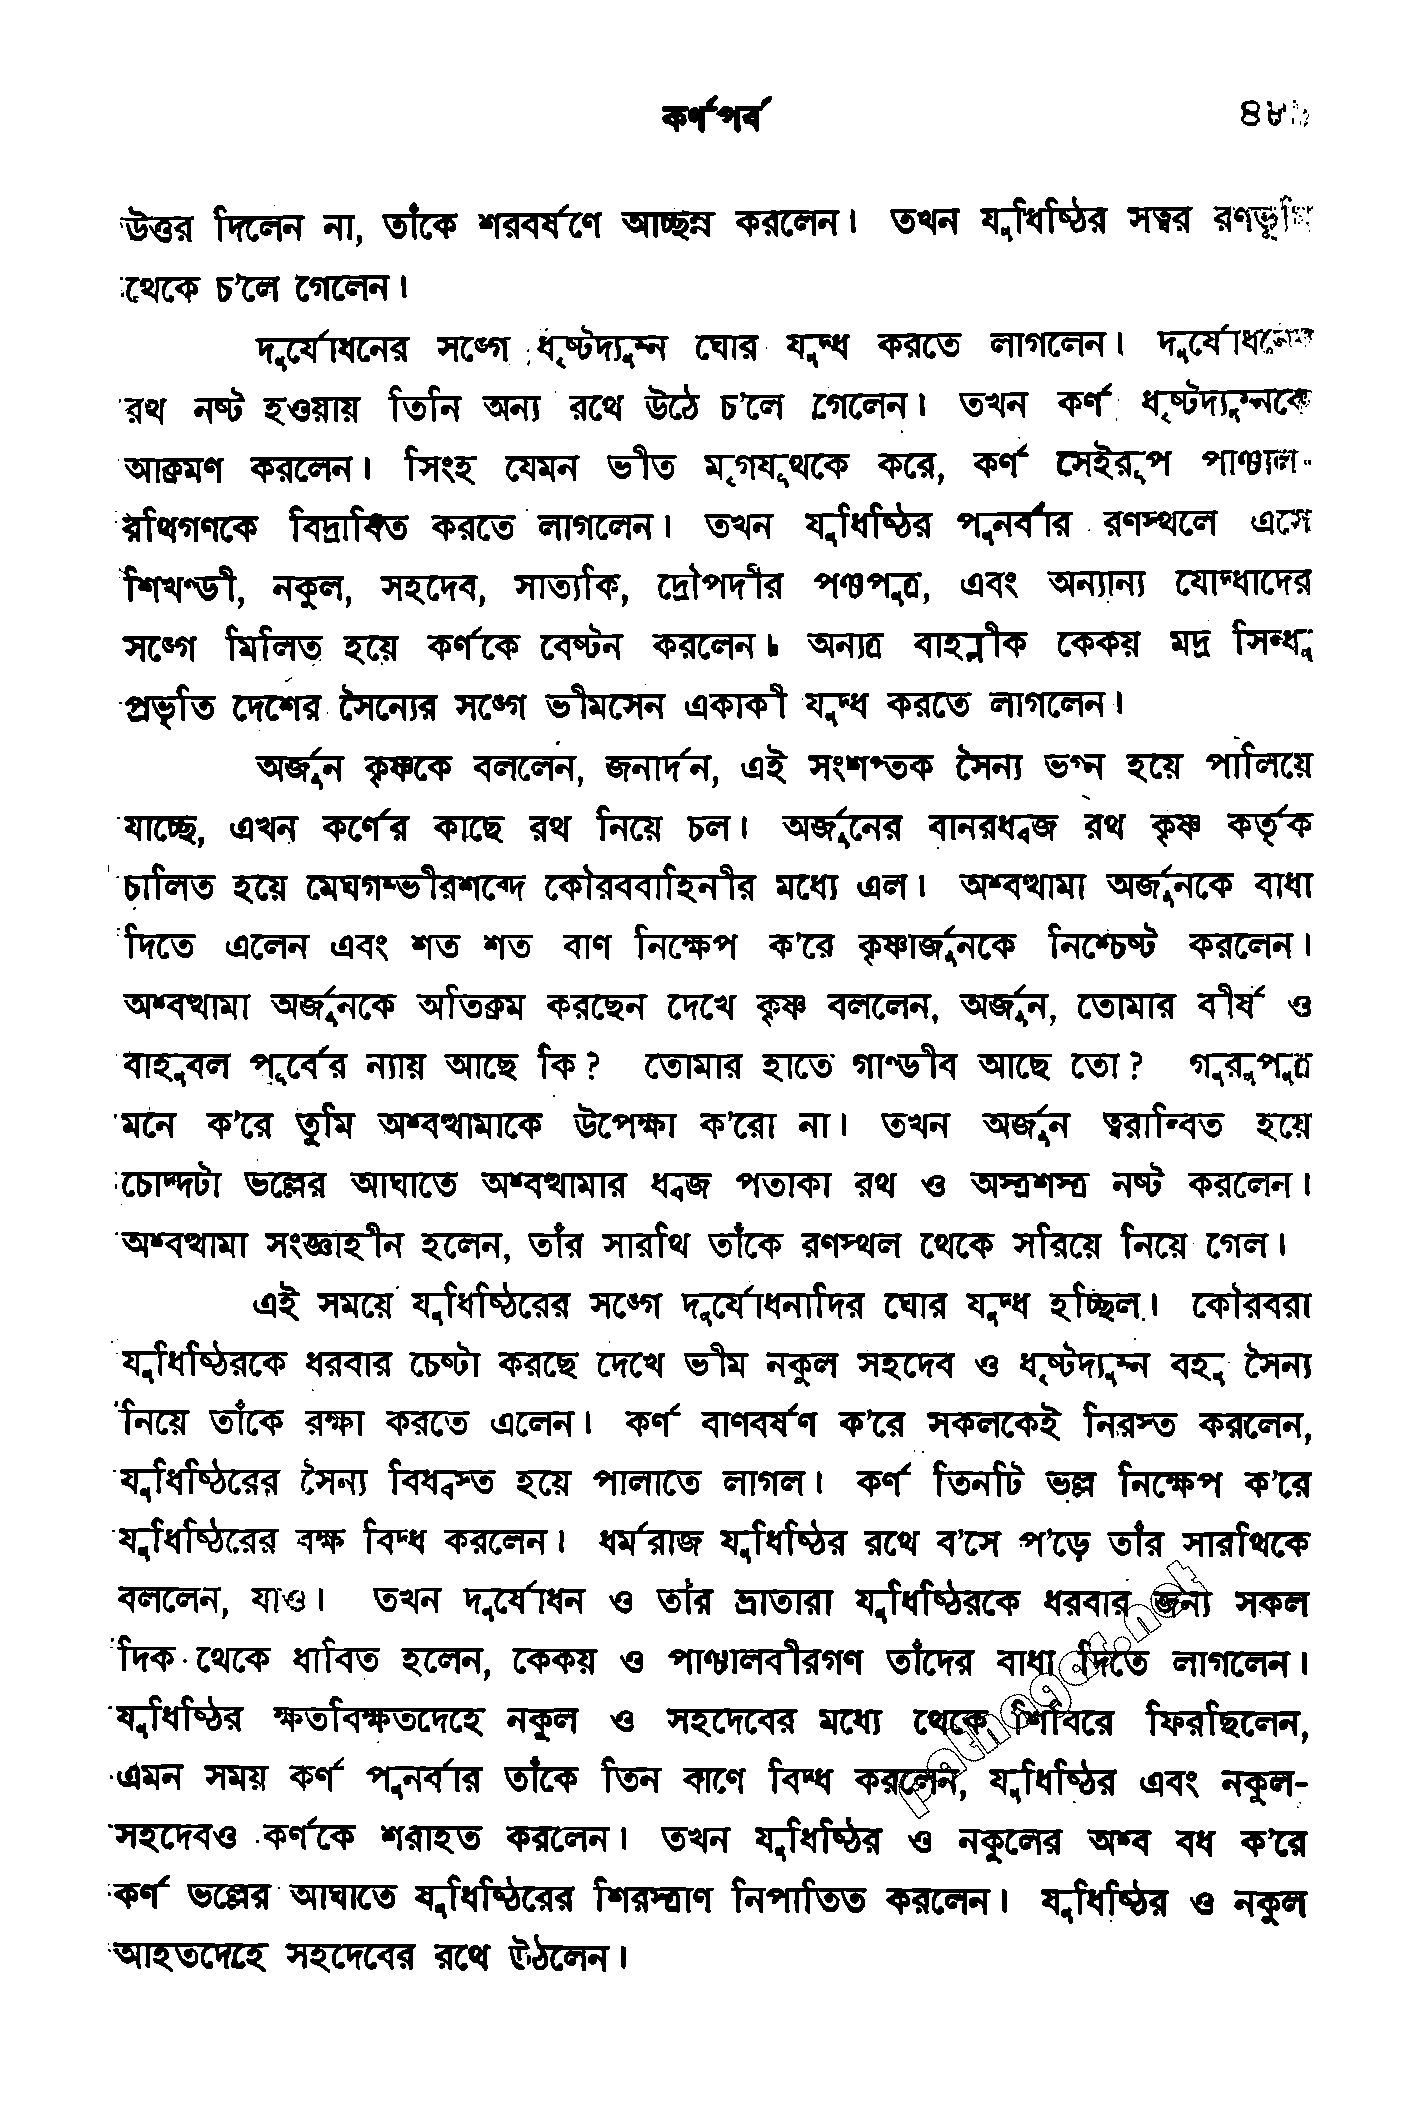 কর্ণপর্ব
উত্তর দিলেন না, তাঁকে শরবর্ষণে আচ্ছন্ন করলেন। তখন যুধিষ্ঠির সত্বর রণভূমি
থেকে চ'লে গেলেন।
দুর্যোধনের সঙ্গে ধৃষ্টদ্যুম্ন ঘোর যুদ্ধ করতে লাগলেন। দুর্যোধনের
রথ নষ্ট হওয়ায় তিনি অন্য রথে উঠে চ'লে গেলেন। তখন কর্ণ ধৃষ্টদ্যুম্নকে
আক্রমণ করলেন। সিংহ যেমন ভীত মৃগযূথকে করে, কর্ণ সেইরূপ পাঞ্চাল-
রথিগণকে বিদ্রাবিত করতে লাগলেন। তখন যুধিষ্ঠির পুনর্বার রণস্থলে এসে
শিখণ্ডী, নকুল, সহদেব, সাত্যকি, দ্রৌপদীর পঞ্চপুত্র, এবং অন্যান্য যোদ্ধাদের
সঙ্গে মিলিত হয়ে কর্ণকে বেষ্টন করলেন। অন্যত্র বাহ্লীক কেকয় মদ্র সিন্ধু
প্রভৃতি দেশের সৈন্যের সঙ্গে ভীমসেন একাকী যুদ্ধ করতে লাগলেন।
অর্জুন কৃষ্ণকে বললেন, জনার্দন, এই সংশপ্তক সৈন্য ভগ্ন হয়ে পালিয়ে
যাচ্ছে, এখন কর্ণের কাছে রথ নিয়ে চল। অর্জুনের বানরধ্বজ রথ কৃষ্ণ কর্তৃক
চালিত হয়ে মেঘগম্ভীরশব্দে কৌরববাহিনীর মধ্যে এল। অশ্বত্থামা অর্জুনকে বাধা
দিতে এলেন এবং শত শত বাণ নিক্ষেপ ক'রে কৃষ্ণার্জুনকে নিশ্চেষ্ট করলেন।
অশ্বত্থামা অর্জুনকে অতিক্রম করছেন দেখে কৃষ্ণ বললেন, অর্জুন, তোমার বীর্য ও
বাহুবল পূর্বের ন্যায় আছে কি? তোমার হাতে গাণ্ডীব আছে তো? গুরুপুত্র
মনে ক'রে তুমি অশ্বত্থামাকে উপেক্ষা ক'রো না। তখন অর্জুন ত্বরান্বিত হয়ে
চোদ্দটা ভল্লের আঘাতে অশ্বত্থামার ধ্বজ পতাকা রথ ও অস্ত্রশস্ত্র নষ্ট করলেন।
অশ্বত্থামা সংজ্ঞাহীন হলেন, তাঁর সারথি তাঁকে রণস্থল থেকে সরিয়ে নিয়ে গেল।
এই সময়ে যুধিষ্ঠিরের সঙ্গে দুর্যোধনাদির ঘোর যুদ্ধ হচ্ছিল। কৌরবরা
যুধিষ্ঠিরকে ধরবার চেষ্টা করছে দেখে ভীম নকুল সহদেব ও ধৃষ্টদ্যুম্ন বহু সৈন্য
নিয়ে তাঁকে রক্ষা করতে এলেন। কর্ণ বাণবর্ষণ ক'রে সকলকেই নিরস্ত করলেন,
যুধিষ্ঠিরের সৈন্য বিধ্বস্ত হয়ে পালাতে লাগল। কর্ণ তিনটি ভল্ল নিক্ষেপ ক'রে
যুধিষ্ঠিরের বক্ষ বিদ্ধ করলেন। ধর্মরাজ যুধিষ্ঠির রথে ব'সে প'ড়ে তাঁর সারথিকে
বললেন, যাও। তখন দুর্যোধন ও তাঁর ভ্রাতারা যুধিষ্ঠিরকে ধরবার জন্য সকল
দিক থেকে ধাবিত হলেন, কেকয় ও পাঞ্চালবীরগণ তাঁদের বাধা দিতে লাগলেন।
যুধিষ্ঠির ক্ষতবিক্ষতদেহে নকুল ও সহদেবের মধ্যে থেকে শিবিরে ফিরছিলেন,
এমন সময় কর্ণ পুনর্বার তাঁকে তিন বাণে বিদ্ধ করলেন, যুধিষ্ঠির এবং নকুল-
সহদেবও কর্ণকে শরাহত করলেন। তখন যুধিষ্ঠির ও নকুলের অশ্ব বধ ক'রে
কর্ণ ভল্লের আঘাতে যুধিষ্ঠিরের শিরস্ত্রাণ নিপাতিত করলেন। যুধিষ্ঠির ও নকুল
আহতদেহে সহদেবের রথে উঠলেন।
pathagar.net